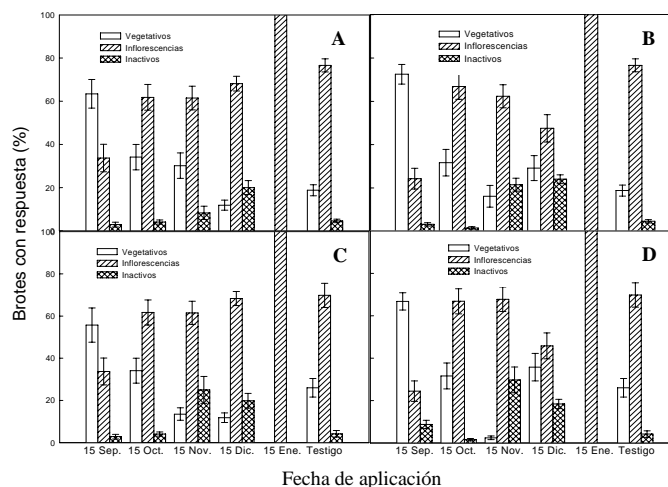 100
80
60
40
20
0
Vegetativos
Inflorescencias
Inactivos
A
Vegetativos
Inflorescencias
Inactivos
B
Brotes con respuesta (%)
100
80
60
40
20
0
Vegetativos
Inflorescencias
Inactivos
C
Vegetativos
Inflorescencias
Inactivos
D
15 Sep. 15 Oct. 15 Nov. 15 Dic. 15 Ene. Testigo
15 Sep. 15 Oct. 15 Nov. 15 Dic. 15 Ene. Testigo
Fecha de aplicación